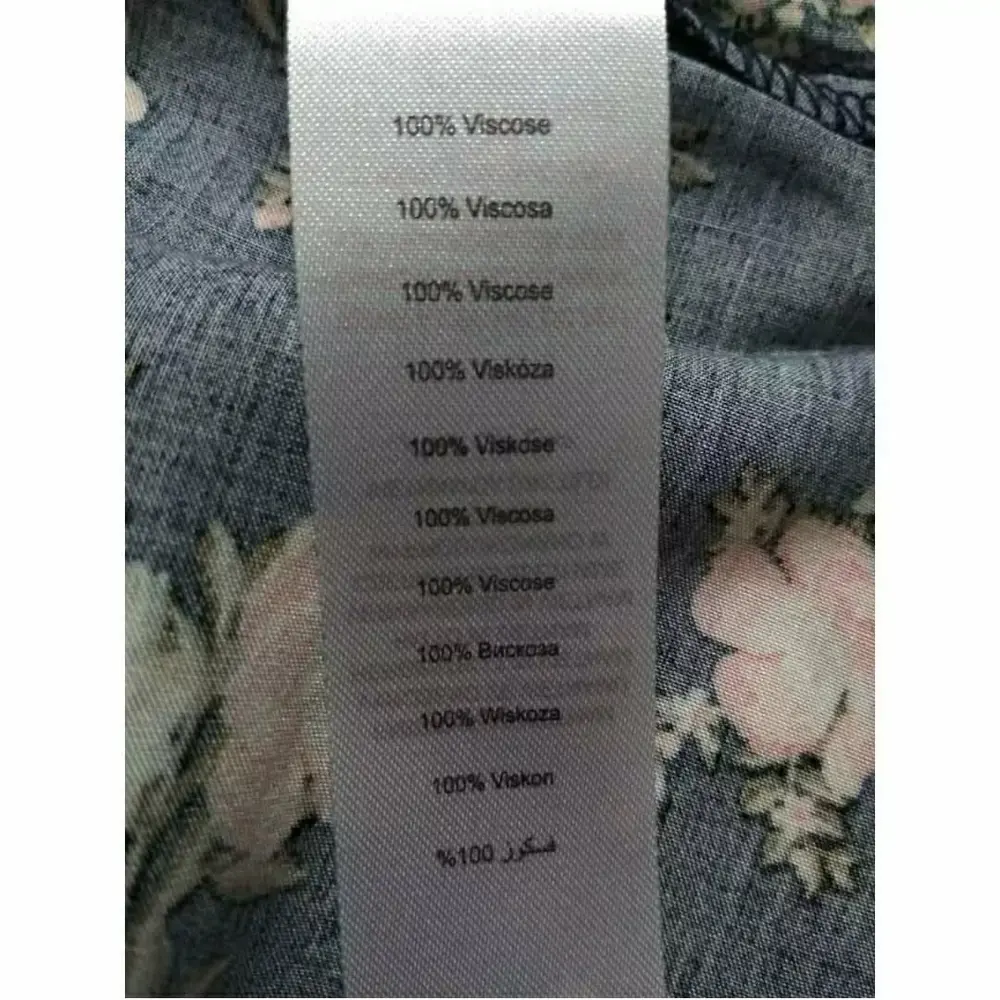 100% Viscose
100% Viscosa
100% Viscose
100% Viskóza
100% Viskose
100% Viscosa
100% Viscose
100% Вискоза
100% Wiskoza
100% Viskon
%100 فسكوز